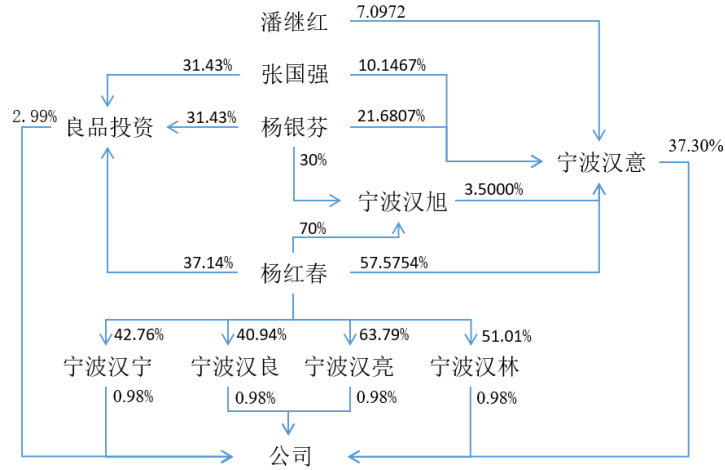 潘继红 7.0972
31.43% 张国强 10.1467%
2.99% 良品投资 31.43% 杨银芬 21.6807%
37.30%
30% 宁波汉意
宁波汉旭 3.5000%
70%
37.14% 杨红春 57.5754%
42.76% 40.94% 63.79% 51.01%
宁波汉宁 宁波汉良 宁波汉亮 宁波汉林
0.98% 0.98% 0.98% 0.98%
公司